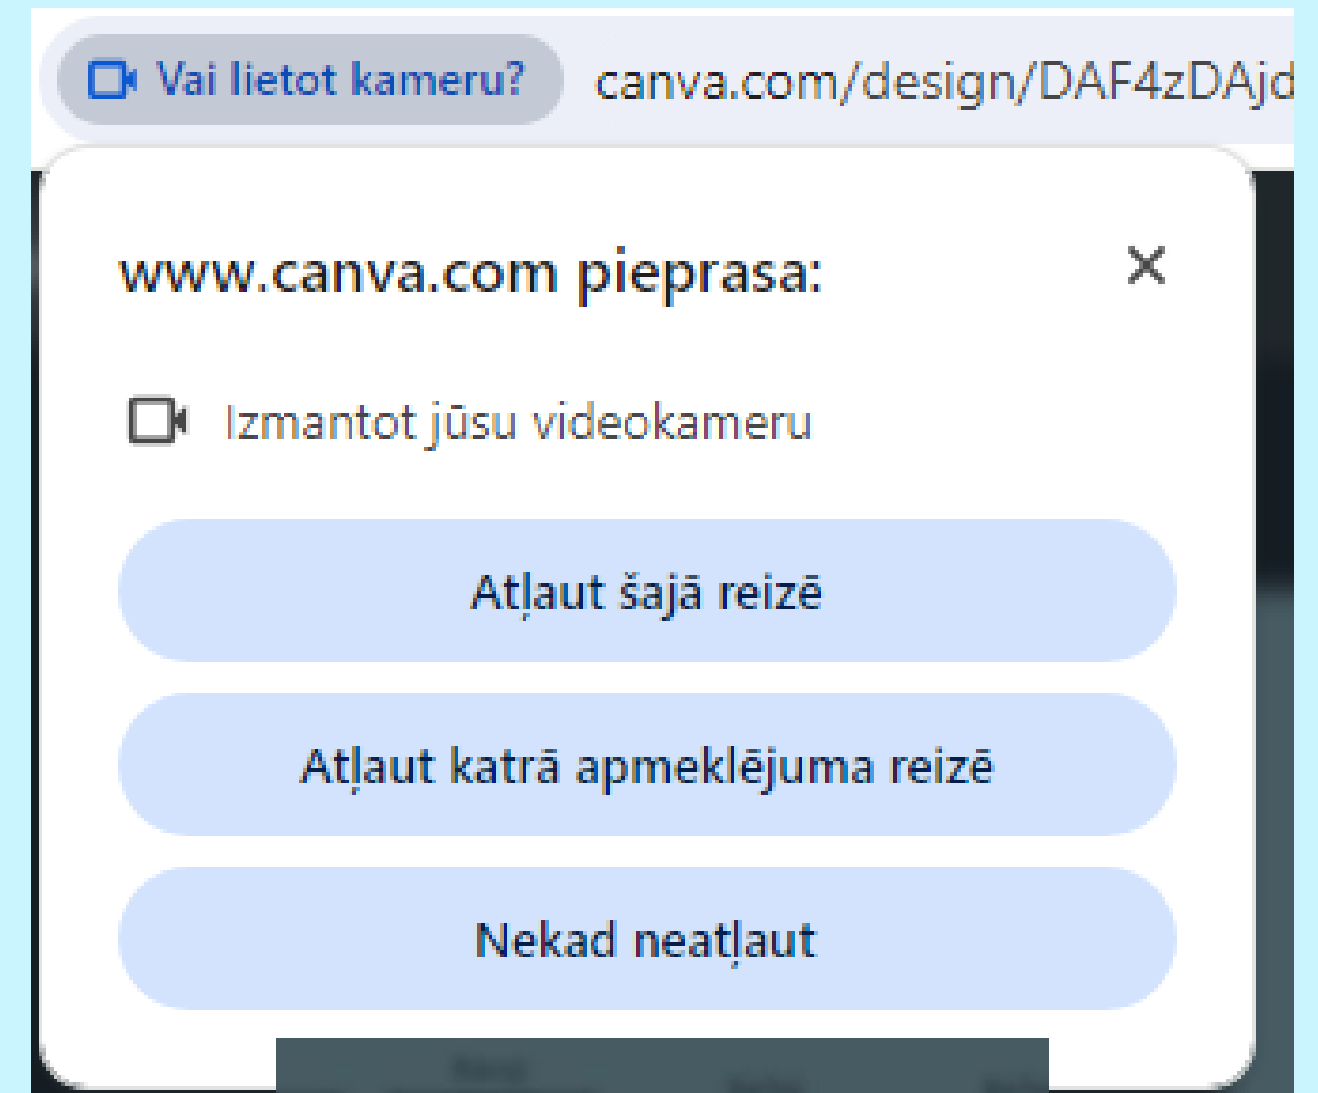 Vai lietot kameru? canva.com/design/DAF4zDAjd
www.canva.com pieprasa:
Izmantot jūsu videokameru
Atļaut šajā reizē
Atļaut katrā apmeklējuma reizē
Nekad neatļaut